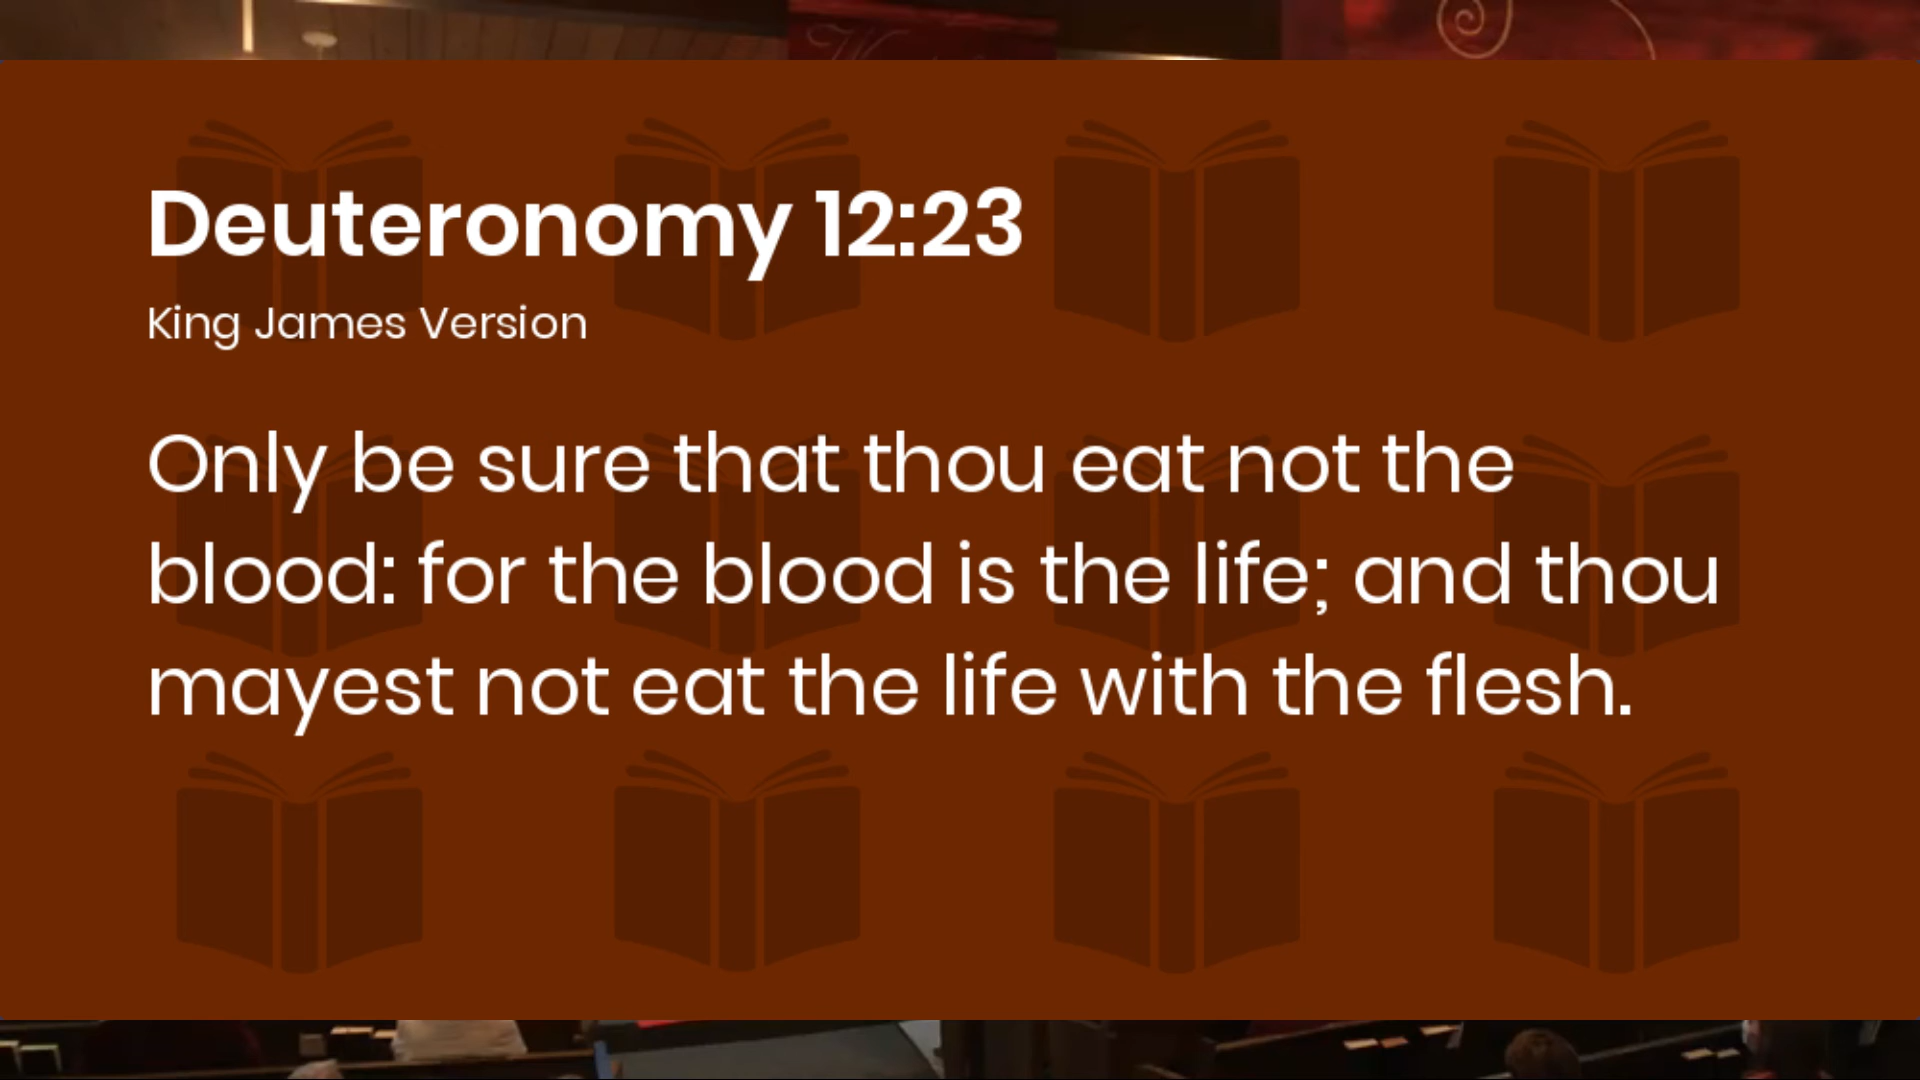 Deuteronomy 12:23
King James Version
Only be sure that thou eat not the
blood: for the blood is the life; and thou
mayest not eat the life with the flesh.